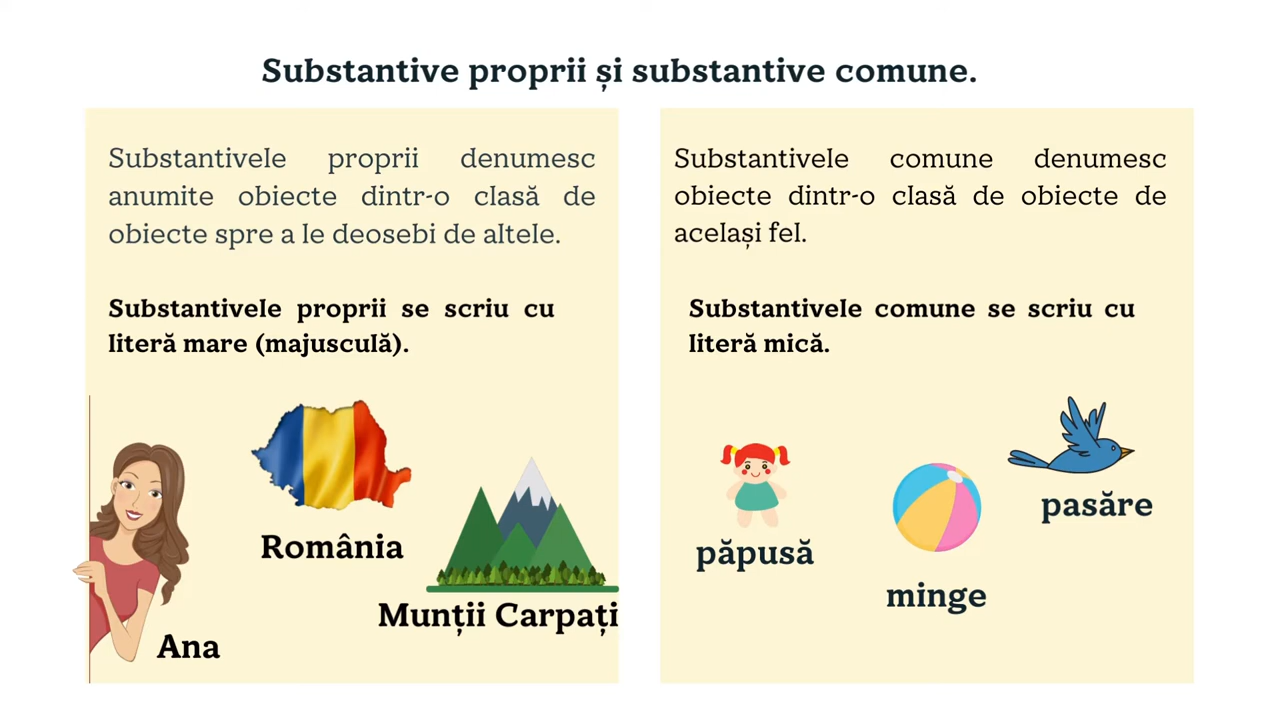 Substantive proprii și substantive comune.
Substantivele proprii denumesc
anumite obiecte dintr-o clasă de
obiecte spre a le deosebi de altele.
Substantivele proprii se scriu cu
literă mare (majusculă).
România
Munții Carpați
Ana
Substantivele comune denumesc
obiecte dintr-o clasă de obiecte de
același fel.
Substantivele comune se scriu cu
literă mică.
pasăre
păpusă
minge